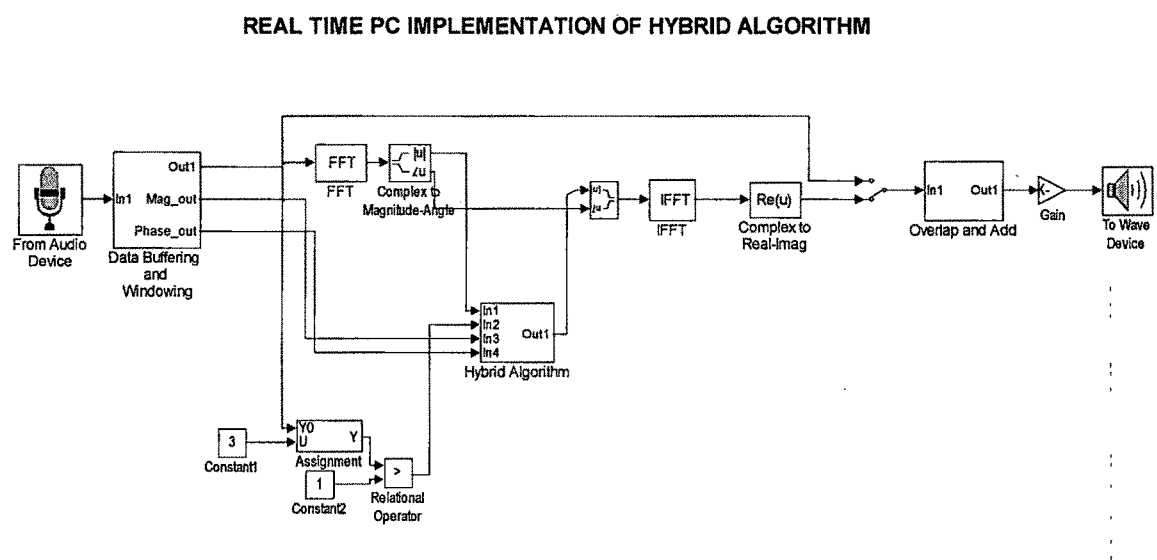 REAL TIME PC IMPLEMENTATION OF HYBRID ALGORITHM
From Audio
Device
In1
Out1
Mag_out
Phase_out
Data Buffering
and
Windowing
FFT
FFT
|u|
∠u
Complex to
Magnitude-Angle
In1
In2
In3
In4
Out1
Hybrid Algorithm
3
Constant1
Y0
U
Y
Assignment
1
Constant2
>
Relational
Operator
|u|
IFFT
IFFT
Re(u)
Complex to
Real-Imag
In1
Out1
Overlap and Add
Gain
To Wave
Device